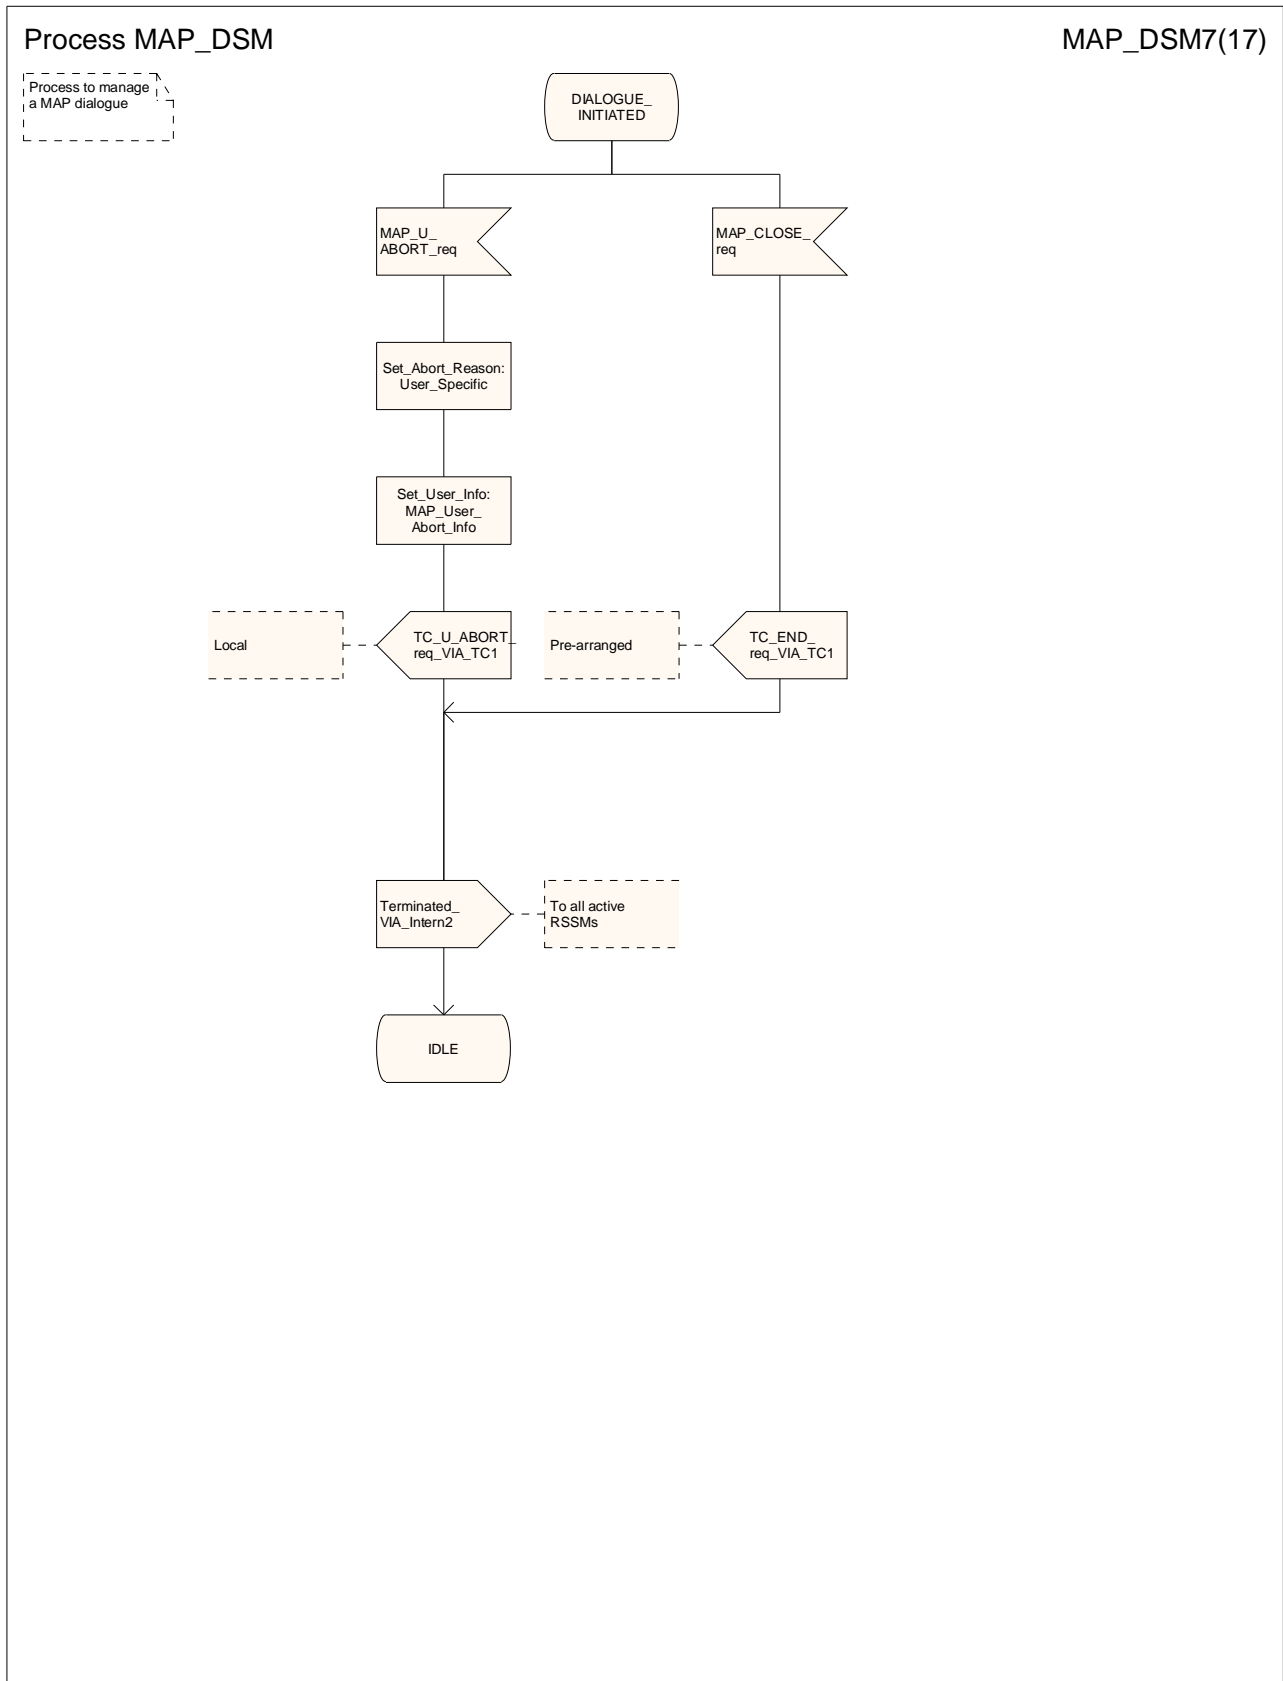 Process MAP_DSM
MAP_DSM7(17)
Process to manage
a MAP dialogue
DIALOGUE_
INITIATED
MAP_U_
ABORT_req
MAP_CLOSE_
req
Set_Abort_Reason:
User_Specific
Set_User_Info:
MAP_User_
Abort_Info
Local
TC_U_ABORT_
req_VIA_TC1
Pre-arranged
TC_END_
req_VIA_TC1
Terminated_
VIA_Intern2
To all active
RSSMs
IDLE